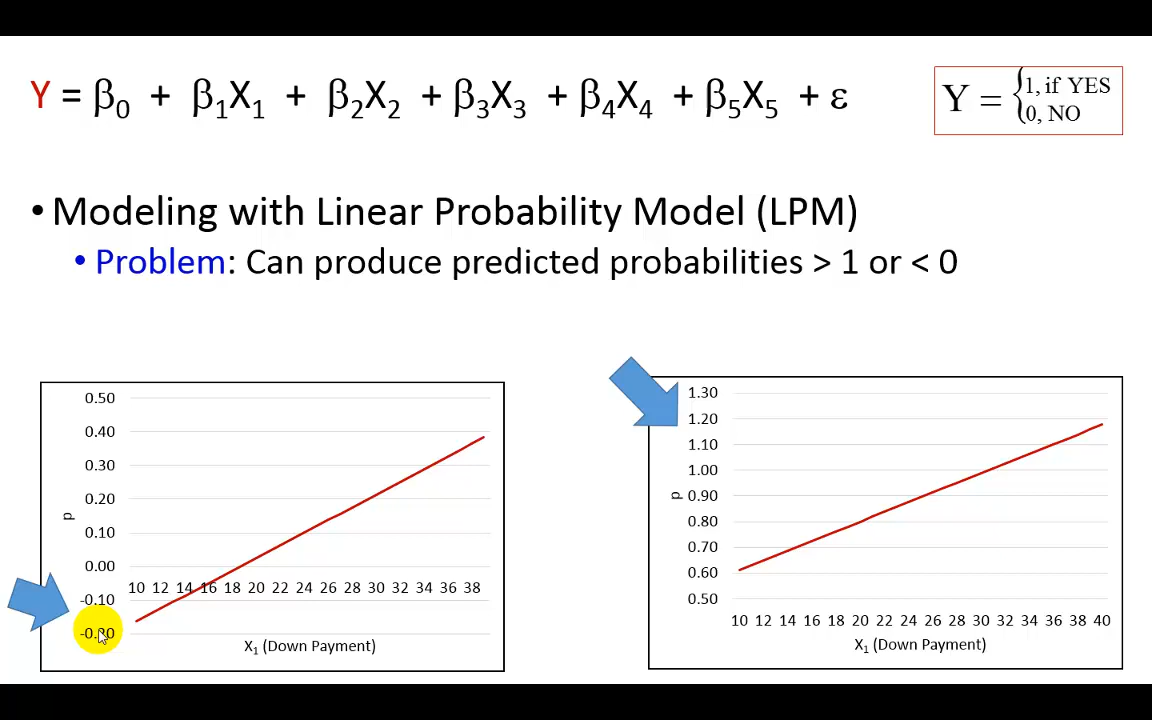 Y = β0 + β1X1 + β2X2 + β3X3 + β4X4 + β5X5 + ε
Y = {1, if YES
0, NO
• Modeling with Linear Probability Model (LPM)
• Problem: Can produce predicted probabilities > 1 or < 0
0.50
0.40
0.30
0.20
0.10
0.00
-0.10
-0.20
p
10 12 14 16 18 20 22 24 26 28 30 32 34 36 38
X1 (Down Payment)
1.30
1.20
1.10
1.00
0.90
0.80
0.70
0.60
0.50
p
10 12 14 16 18 20 22 24 26 28 30 32 34 36 38 40
X1 (Down Payment)